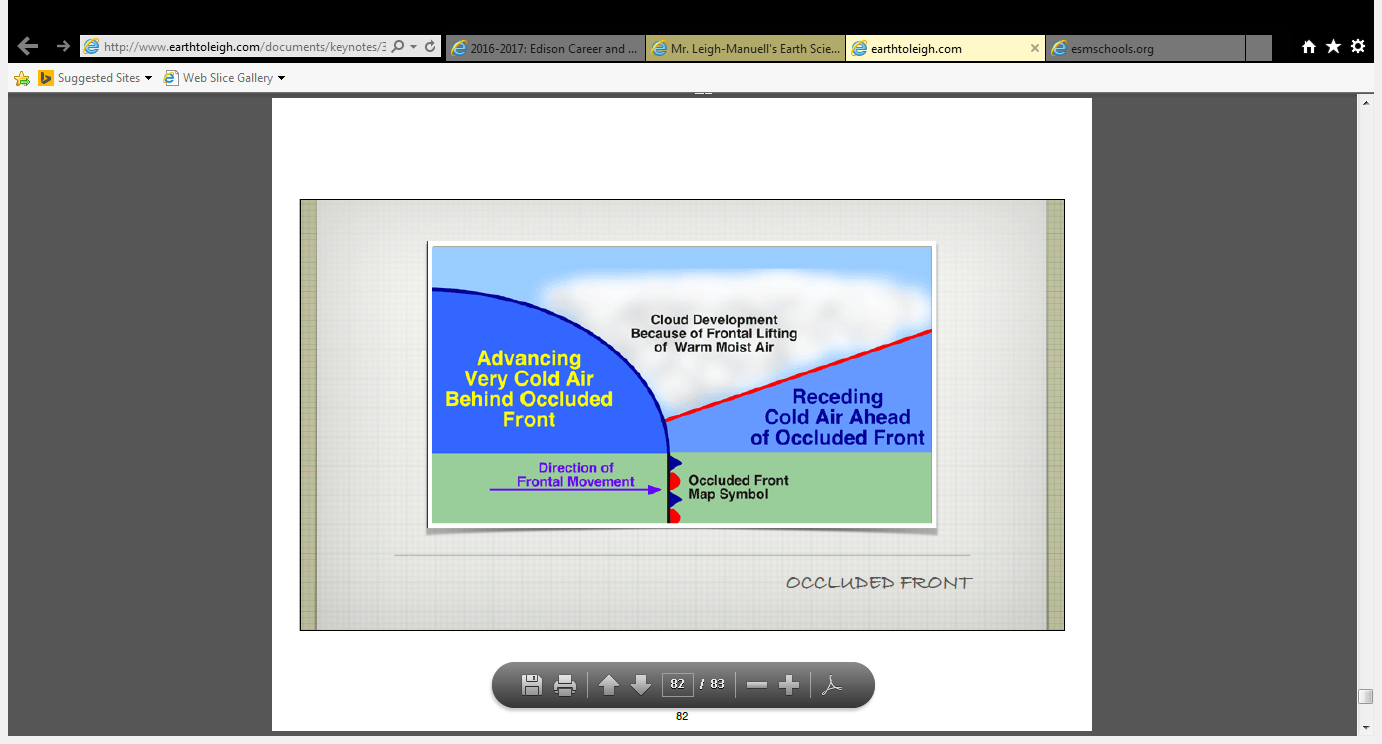 http://www.earthtoleigh.com/documents/keynotes/3
2016-2017: Edison Career and ...
Mr. Leigh-Manuell's Earth Scie...
earthtoleigh.com
esmschools.org
Suggested Sites
Web Slice Gallery
Cloud Development
Because of Frontal Lifting
of Warm Moist Air
Advancing
Very Cold Air
Behind Occluded
Front
Receding
Cold Air Ahead
of Occluded Front
Direction of
Frontal Movement
Occluded Front
Map Symbol
OCCLUDED FRONT
82 / 83
82